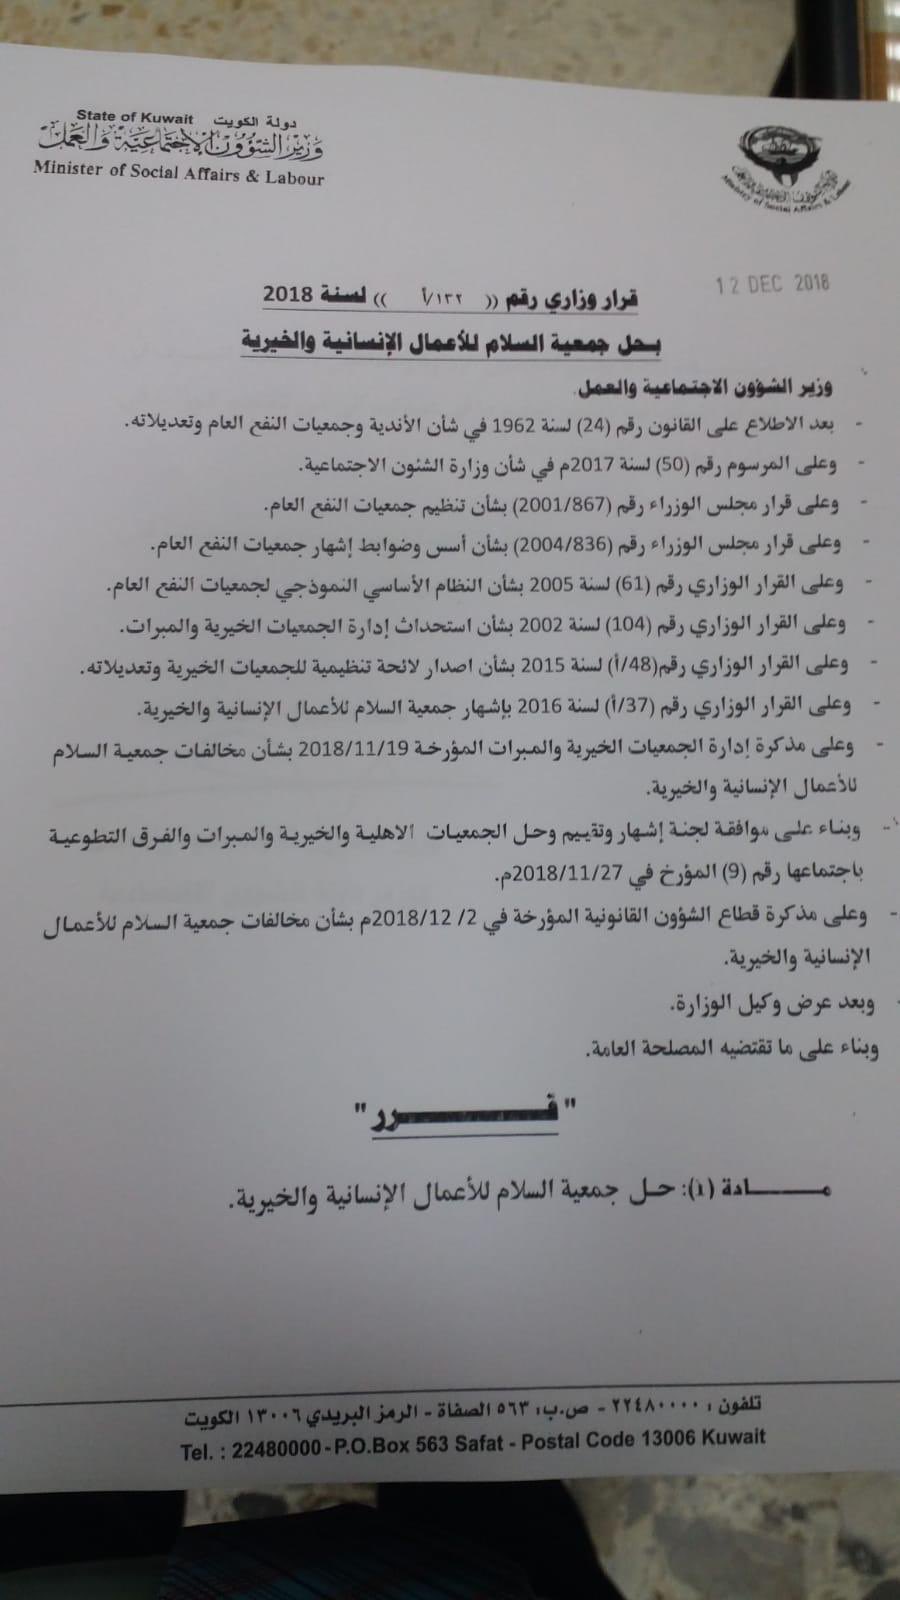 State of Kuwait دولة الكويت
وزير الشؤون الاجتماعية والعمل
Minister of Social Affairs & Labour
Ministry of Social Affairs & Labour
12 DEC 2018
قرار وزاري رقم (( ١٣٢/أ )) لسنة 2018
بحل جمعية السلام للأعمال الإنسانية والخيرية
وزير الشؤون الاجتماعية والعمل
- بعد الاطلاع على القانون رقم (24) لسنة 1962 في شأن الأندية وجمعيات النفع العام وتعديلاته.
- وعلى المرسوم رقم (50) لسنة 2017م في شأن وزارة الشئون الاجتماعية.
- وعلى قرار مجلس الوزراء رقم (2001/867) بشأن تنظيم جمعيات النفع العام.
- وعلى قرار مجلس الوزراء رقم (2004/836) بشأن أسس وضوابط إشهار جمعيات النفع العام.
- وعلى القرار الوزاري رقم (61) لسنة 2005 بشأن النظام الأساسي النموذجي لجمعيات النفع العام.
- وعلى القرار الوزاري رقم (104) لسنة 2002 بشأن استحداث إدارة الجمعيات الخيرية والمبرات.
- وعلى القرار الوزاري رقم(48/أ) لسنة 2015 بشأن اصدار لائحة تنظيمية للجمعيات الخيرية وتعديلاته.
- وعلى القرار الوزاري رقم (37/أ) لسنة 2016 بإشهار جمعية السلام للأعمال الإنسانية والخيرية.
- وعلى مذكرة إدارة الجمعيات الخيرية والمبرات المؤرخة 2018/11/19 بشأن مخالفات جمعية السلام
للأعمال الإنسانية والخيرية.
- وبناء على موافقة لجنة إشهار وتقييم وحل الجمعيات الاهلية والخيرية والمبرات والفرق التطوعية
باجتماعها رقم (9) المؤرخ في 2018/11/27م.
- وعلى مذكرة قطاع الشؤون القانونية المؤرخة في 2/ 2018/12م بشأن مخالفات جمعية السلام للأعمال
الإنسانية والخيرية.
- وبعد عرض وكيل الوزارة.
وبناء على ما تقتضيه المصلحة العامة.
" قـــــــــرر "
مــــــادة (١): حل جمعية السلام للأعمال الإنسانية والخيرية.
تلفون : ٢٢٤٨٠٠٠٠ - ص.ب: ٥٦٣ الصفاة - الرمز البريدي ١٣٠٠٦ الكويت
Tel. : 22480000 - P.O.Box 563 Safat - Postal Code 13006 Kuwait